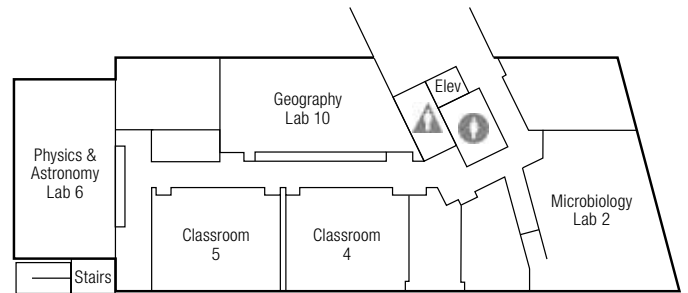 Elev
Geography
Lab 10
Physics &
Astronomy
Lab 6
Microbiology
Lab 2
Classroom
5
Classroom
4
Stairs